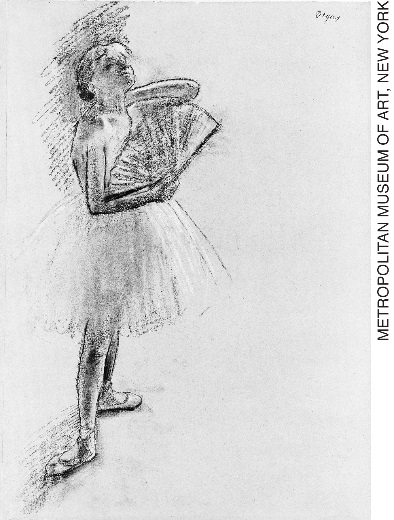 Degas
METROPOLITAN MUSEUM OF ART, NEW YORK